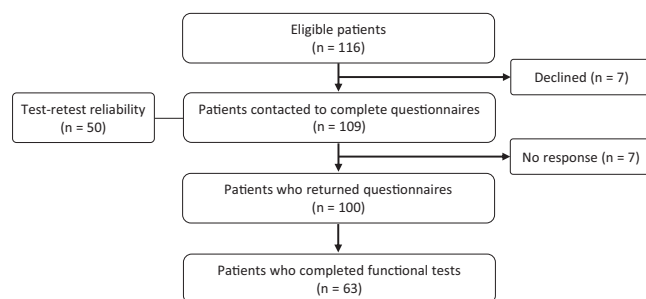 Eligible patients
(n = 116)
Declined (n = 7)
Test-retest reliability
(n = 50)
Patients contacted to complete questionnaires
(n = 109)
No response (n = 7)
Patients who returned questionnaires
(n = 100)
Patients who completed functional tests
(n = 63)